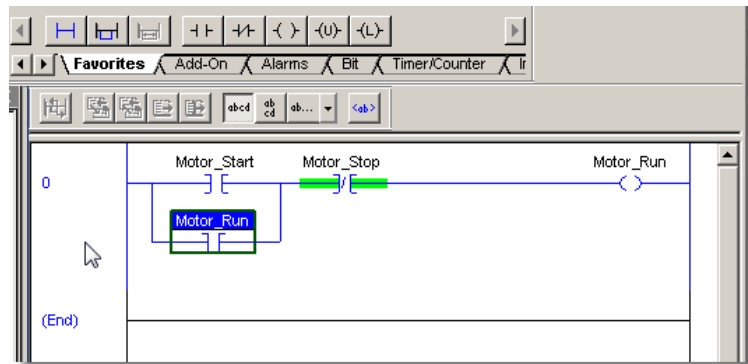 Favorites Add-On Alarms Bit Timer/Counter
abcd ab cd ab... <ab>
Motor_Start Motor_Stop Motor_Run
0
Motor_Run
(End)